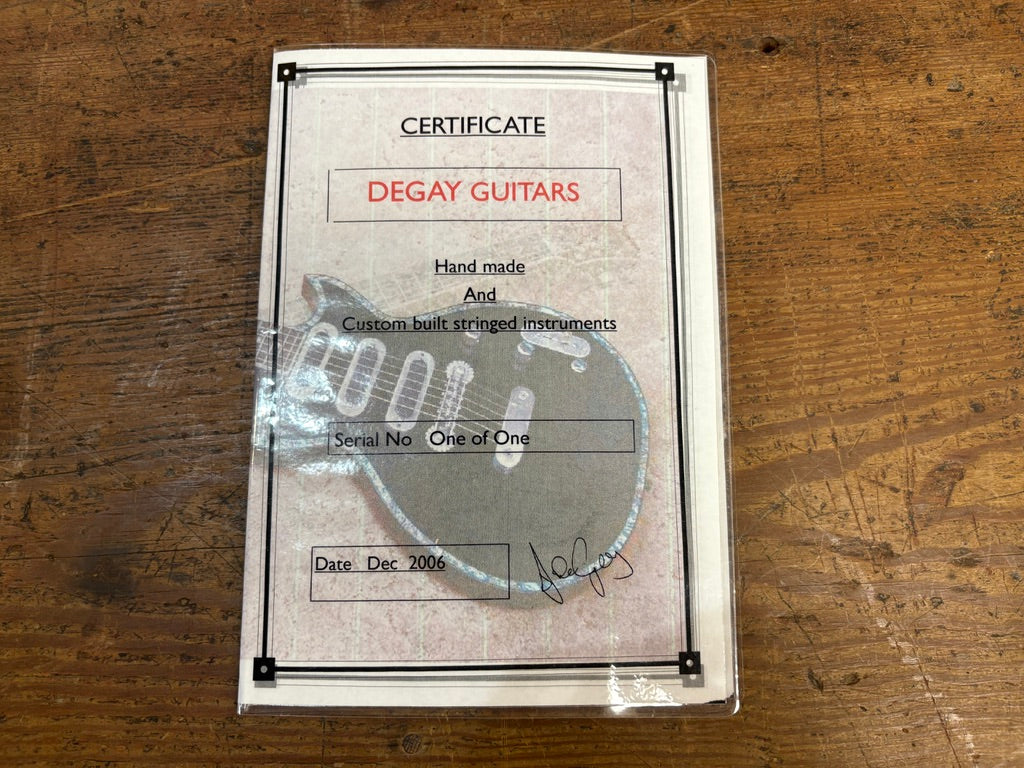 CERTIFICATE
DEGAY GUITARS
Hand made
And
Custom built stringed instruments
Serial No One of One
Date Dec 2006